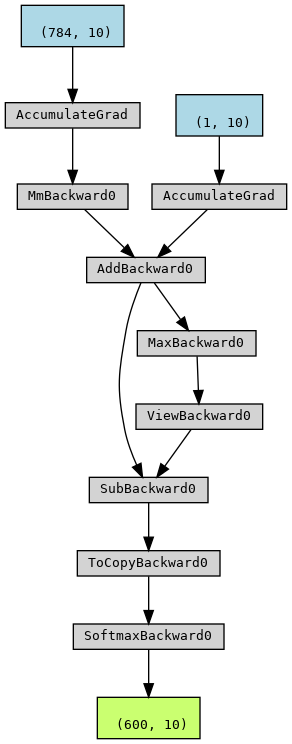 (784, 10)
(1, 10)
AccumulateGrad
MmBackward0
AccumulateGrad
AddBackward0
MaxBackward0
ViewBackward0
SubBackward0
ToCopyBackward0
SoftmaxBackward0
(600, 10)